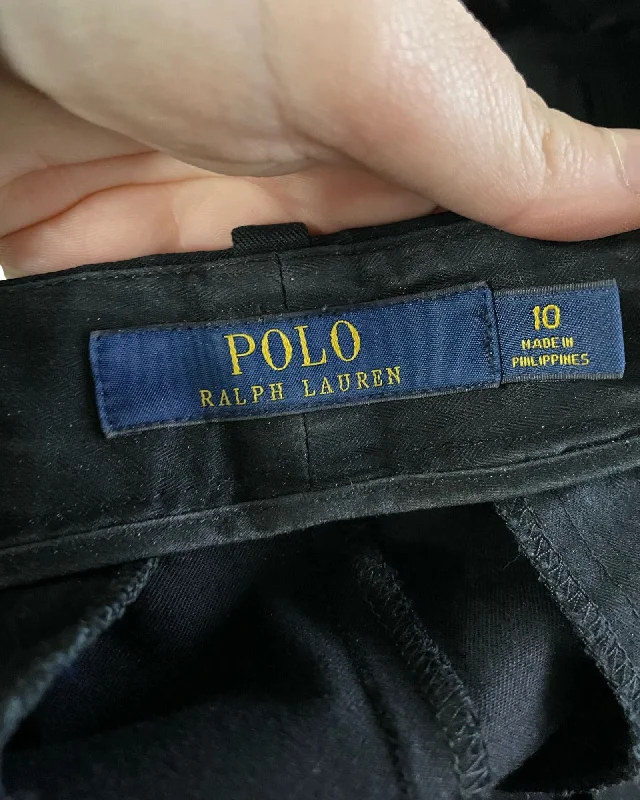 POLO
RALPH LAUREN
10
MADE IN
PHILIPPINES